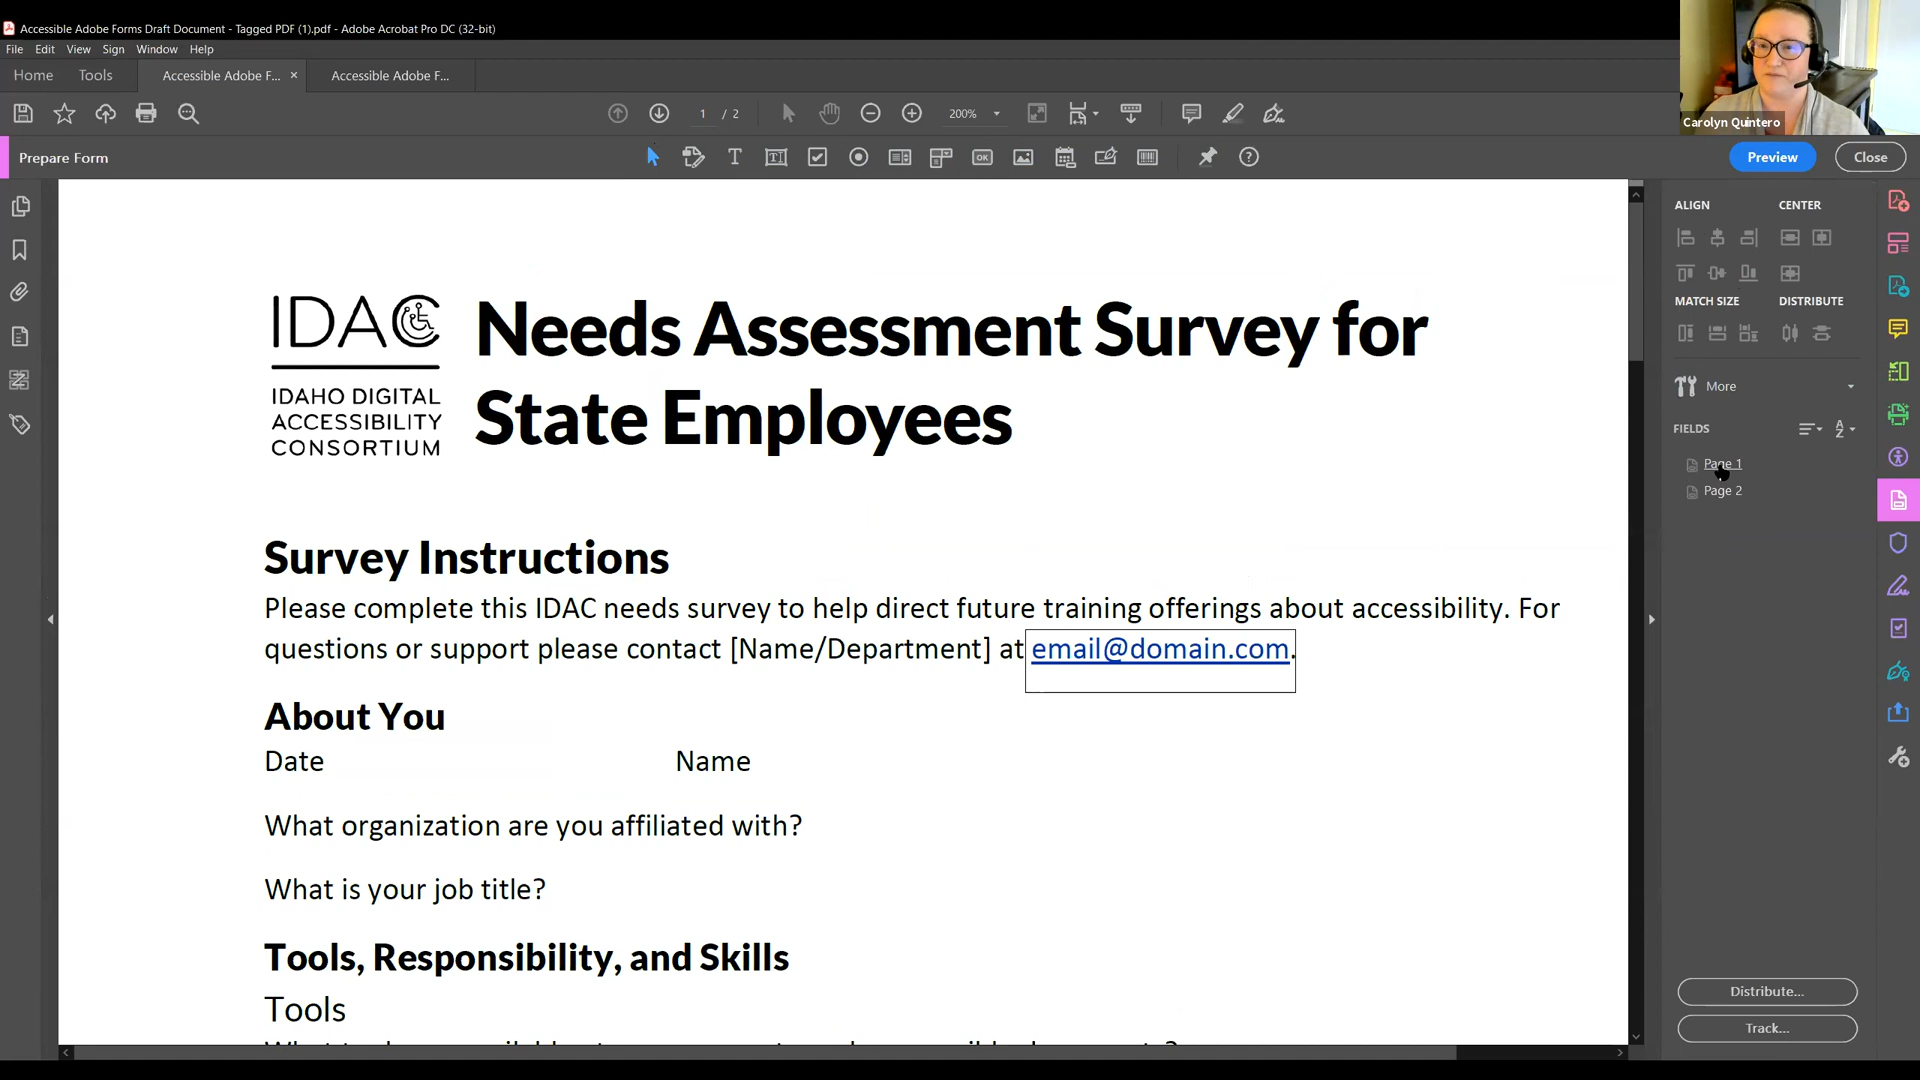 Accessible Adobe Forms Draft Document - Tagged PDF (1).pdf - Adobe Acrobat Pro DC (32-bit)
File Edit View Sign Window Help
Home Tools Accessible Adobe F... × Accessible Adobe F...
1 / 2 200%
Carolyn Quintero
Prepare Form
OK
Preview Close
ALIGN CENTER
MATCH SIZE DISTRIBUTE
More
FIELDS
Page 1
Page 2
Distribute...
Track...
IDAC
IDAHO DIGITAL
ACCESSIBILITY
CONSORTIUM
Needs Assessment Survey for
State Employees
Survey Instructions
Please complete this IDAC needs survey to help direct future training offerings about accessibility. For
questions or support please contact [Name/Department] at email@domain.com.
About You
Date Name
What organization are you affiliated with?
What is your job title?
Tools, Responsibility, and Skills
Tools